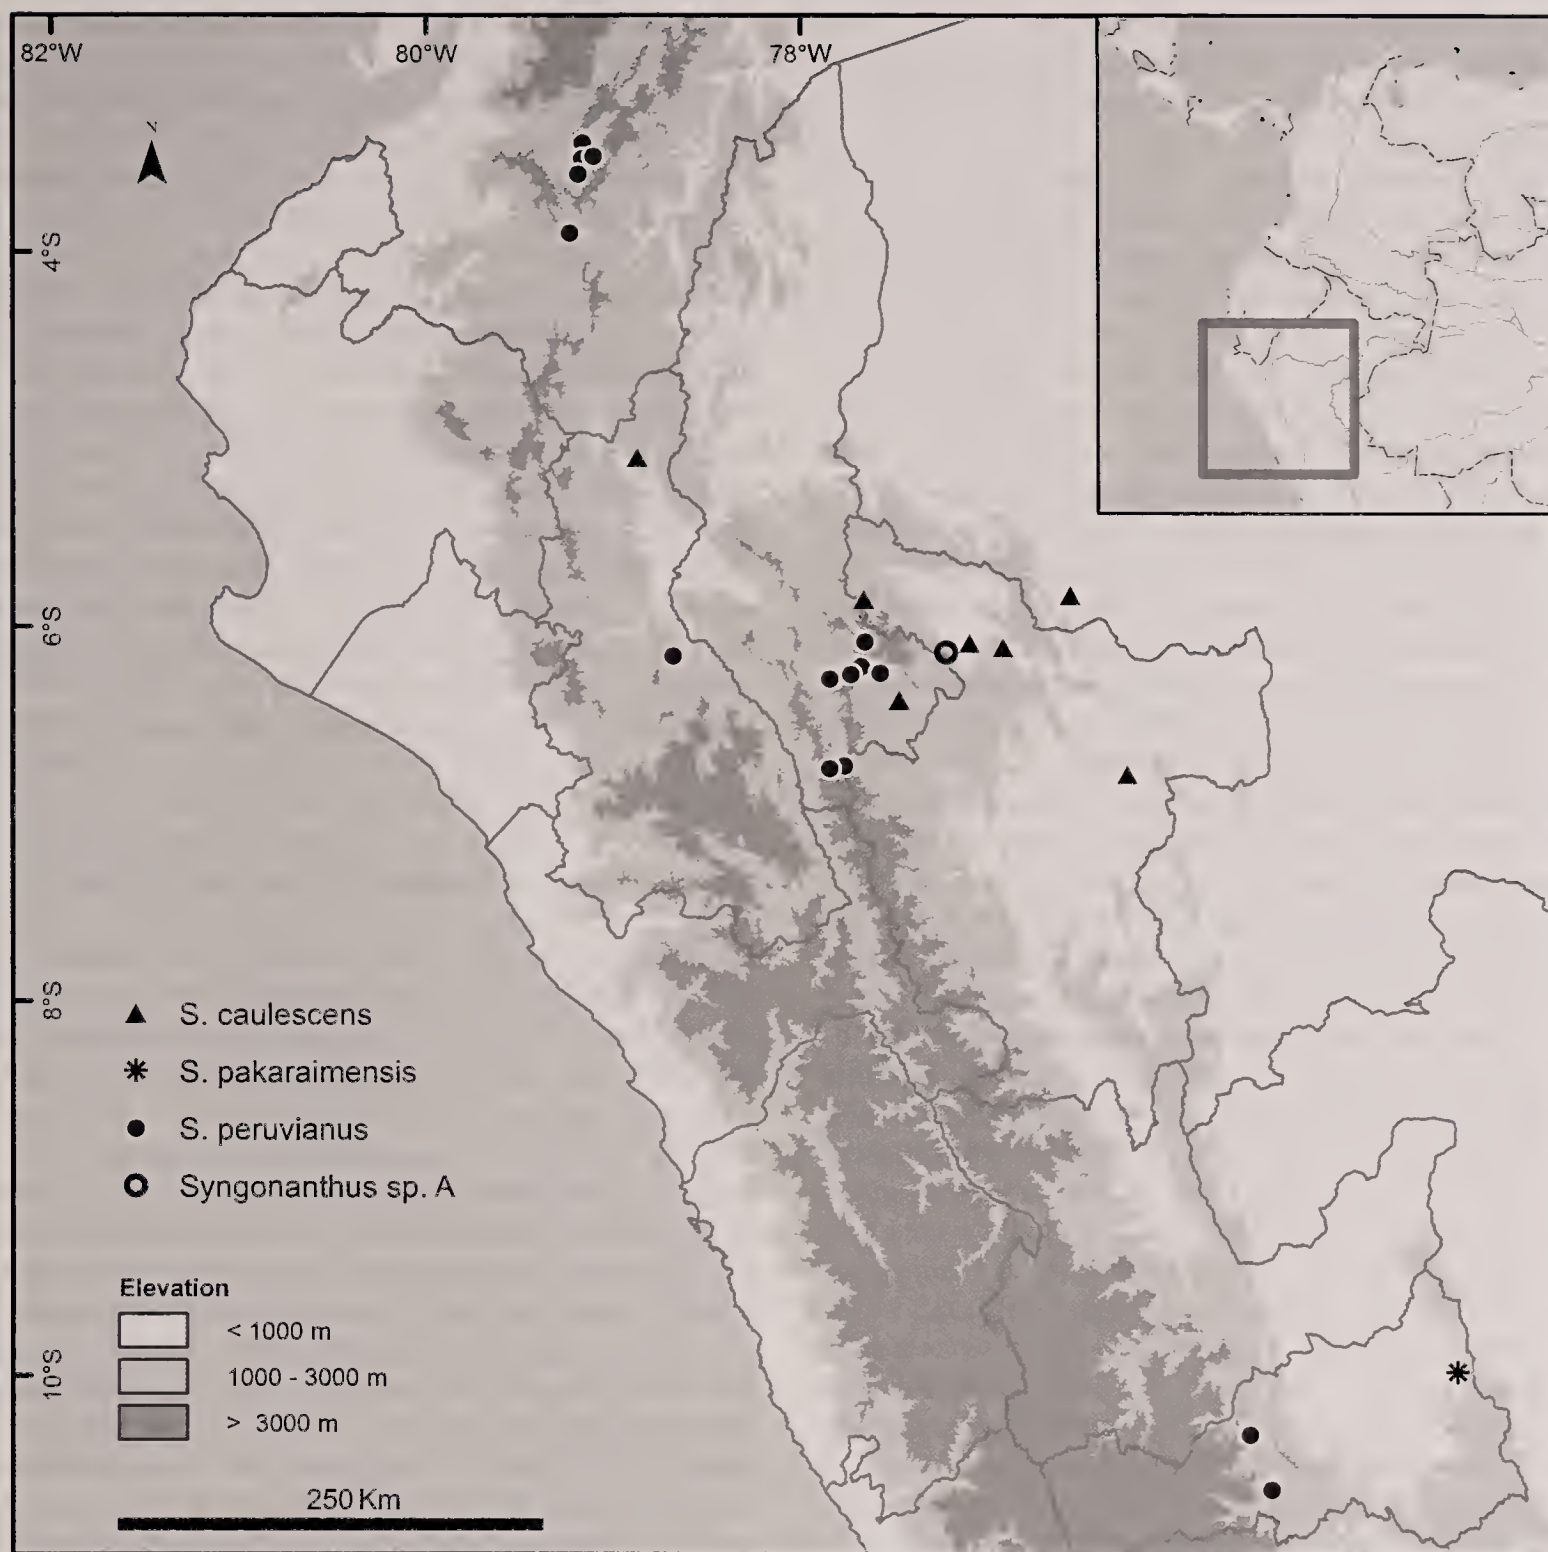 82°W
80°W
78°W
N
4°S
6°S
8°S
10°S
S. caulescens
S. pakaraimensis
S. peruvianus
Syngonanthus sp. A
Elevation
< 1000 m
1000 - 3000 m
> 3000 m
250 Km